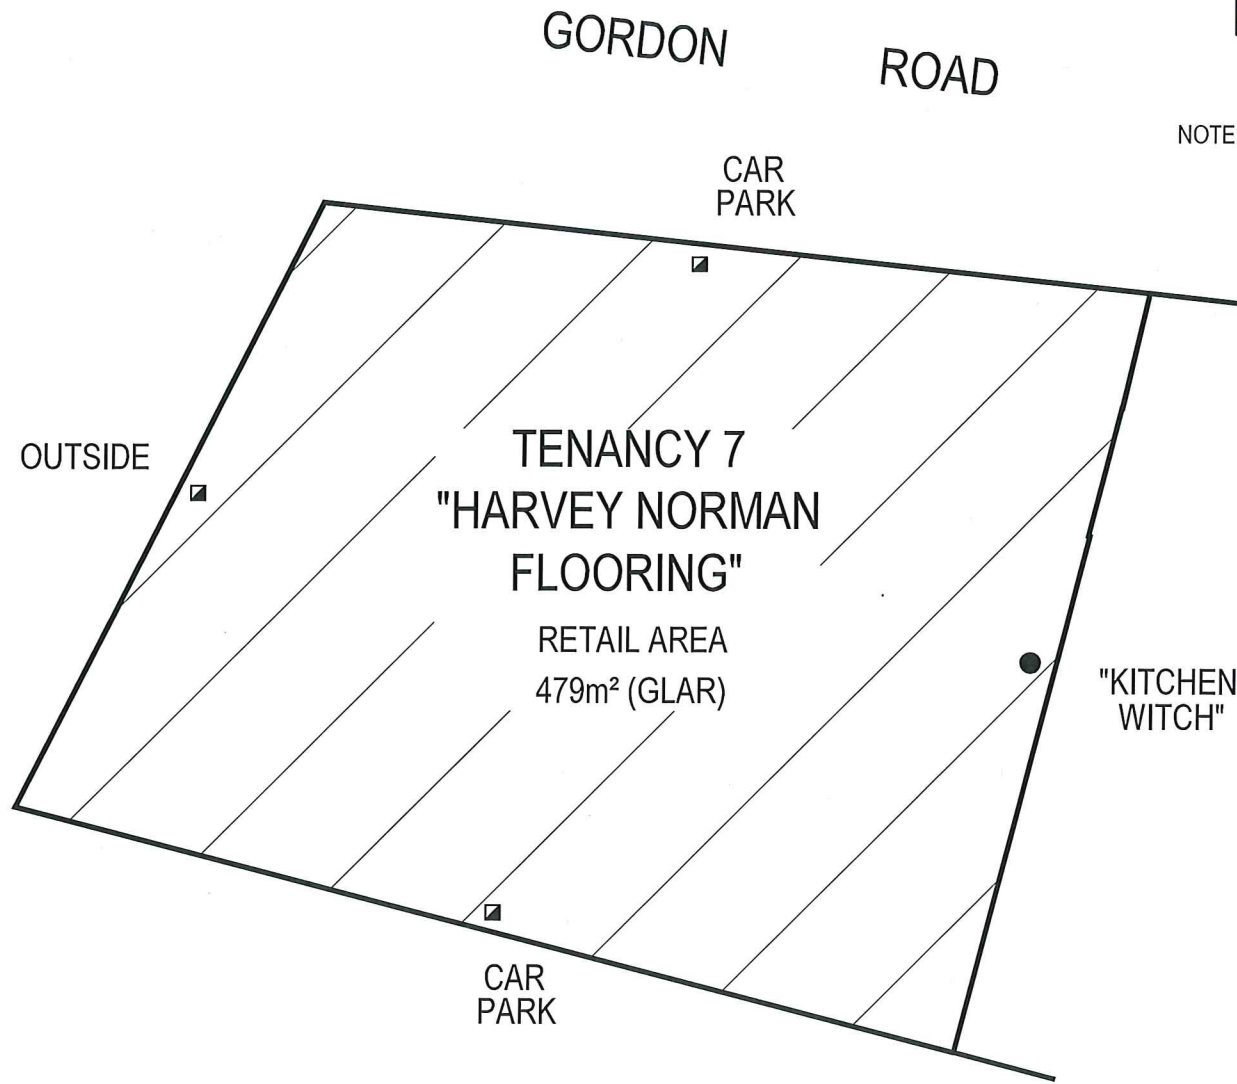 GORDON ROAD
NOTE
CAR
PARK
OUTSIDE
TENANCY 7
"HARVEY NORMAN
FLOORING"
RETAIL AREA
479m² (GLAR)
"KITCHEN
WITCH"
CAR
PARK